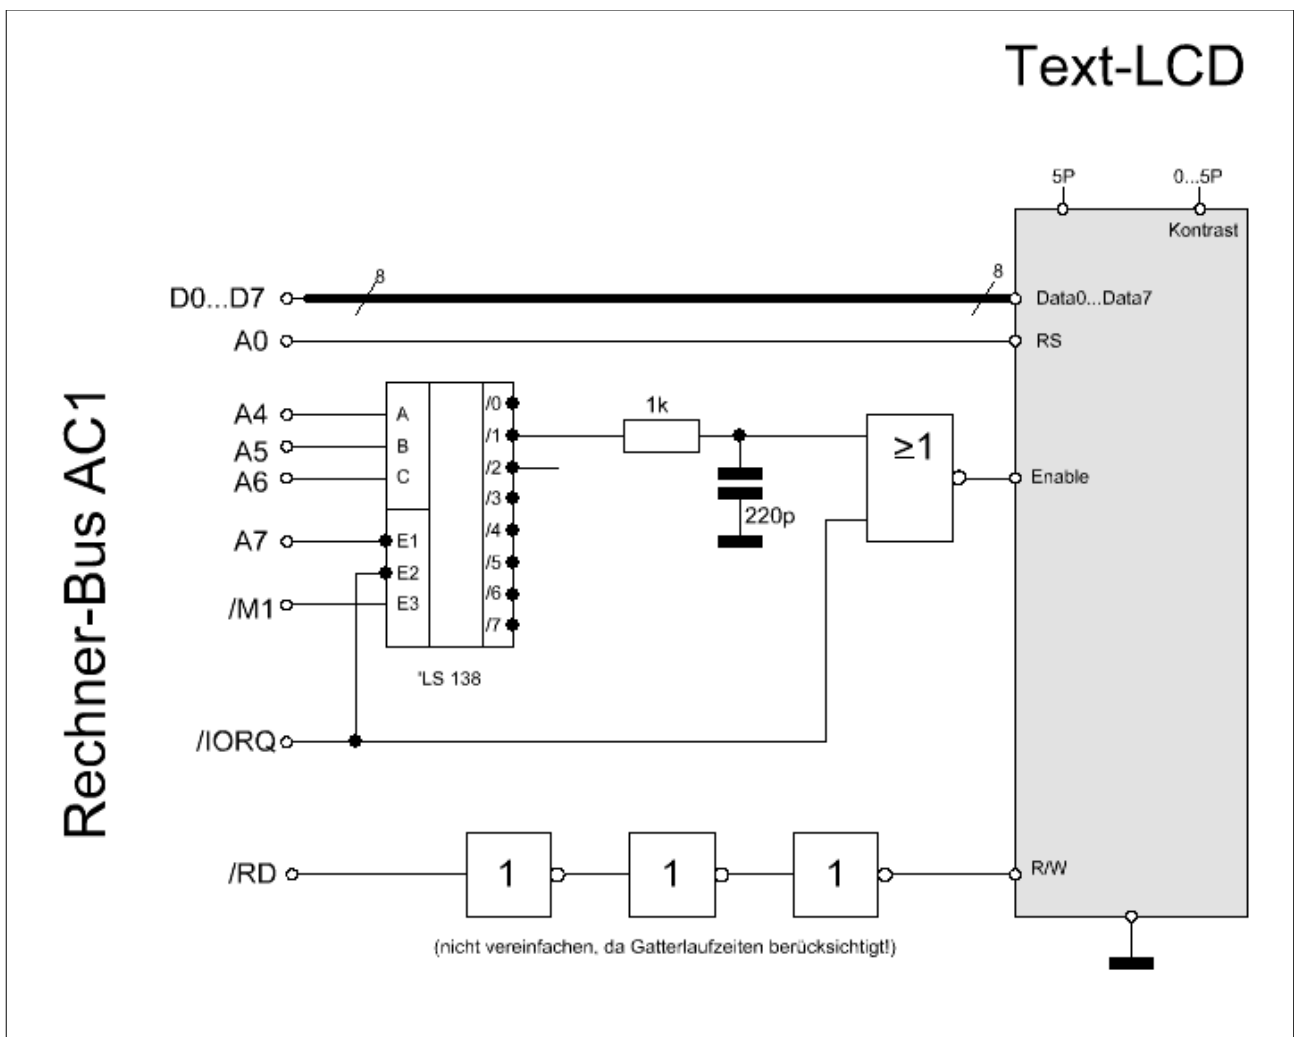 Text-LCD
5P
0...5P
Kontrast
8
8
D0...D7
Data0...Data7
A0
RS
Rechner-Bus AC1
A4
A
/0
A5
B
/1
1k
≥1
A6
C
/2
Enable
/3
220p
A7
E1
/4
E2
/5
/M1
E3
/6
/7
'LS 138
/IORQ
/RD
1
1
1
R/W
(nicht vereinfachen, da Gatterlaufzeiten berücksichtigt!)